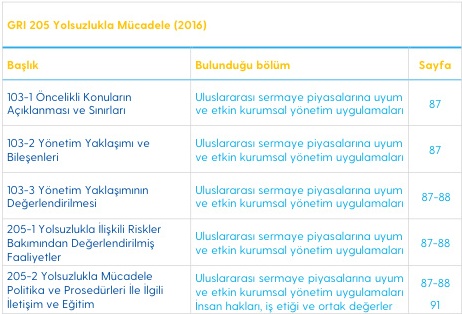 GRI 205 Yolsuzlukla Mücadele (2016)
Başlık Bulunduğu bölüm Sayfa
103-1 Öncelikli Konuların
Açıklanması ve Sınırları
Uluslararası sermaye piyasalarına uyum
ve etkin kurumsal yönetim uygulamaları
87
103-2 Yönetim Yaklaşımı ve
Bileşenleri
Uluslararası sermaye piyasalarına uyum
ve etkin kurumsal yönetim uygulamaları
87
103-3 Yönetim Yaklaşımının
Değerlendirilmesi
Uluslararası sermaye piyasalarına uyum
ve etkin kurumsal yönetim uygulamaları
87-88
205-1 Yolsuzlukla İlişkili Riskler
Bakımından Değerlendirilmiş
Faaliyetler
Uluslararası sermaye piyasalarına uyum
ve etkin kurumsal yönetim uygulamaları
87-88
205-2 Yolsuzlukla Mücadele
Politika ve Prosedürleri İle İlgili
İletişim ve Eğitim
Uluslararası sermaye piyasalarına uyum
ve etkin kurumsal yönetim uygulamaları
İnsan hakları, iş etiği ve ortak değerler
87-88
91